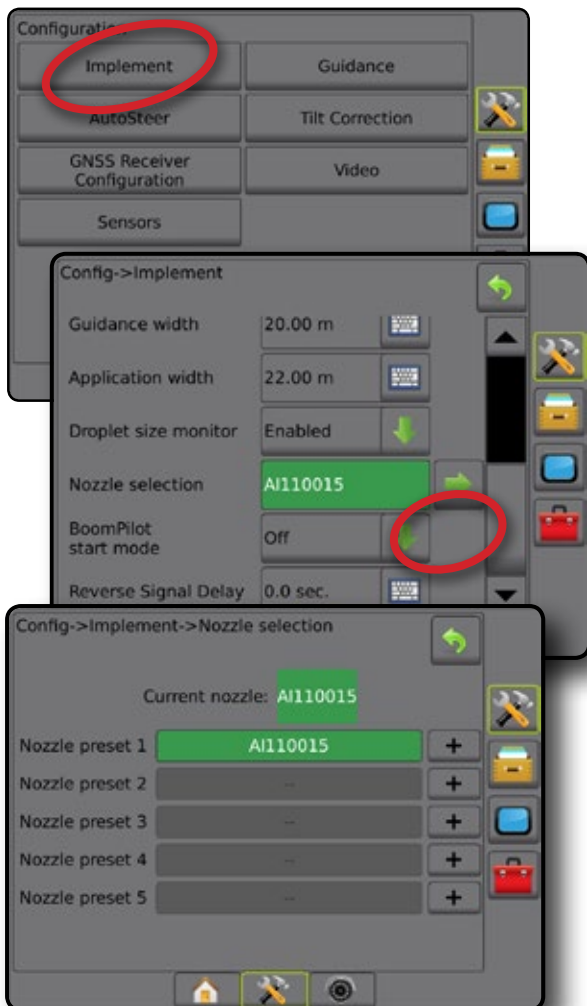 Configuration
Implement
Guidance
AutoSteer
Tilt Correction
GNSS Receiver
Configuration
Video
Sensors
Config->Implement
Guidance width
20.00 m
Application width
22.00 m
Droplet size monitor
Enabled
Nozzle selection
AI110015
BoomPilot
start mode
Off
Reverse Signal Delay
0.0 sec.
Config->Implement->Nozzle selection
Current nozzle: AI110015
Nozzle preset 1 AI110015 +
Nozzle preset 2 -- +
Nozzle preset 3 -- +
Nozzle preset 4 -- +
Nozzle preset 5 -- +